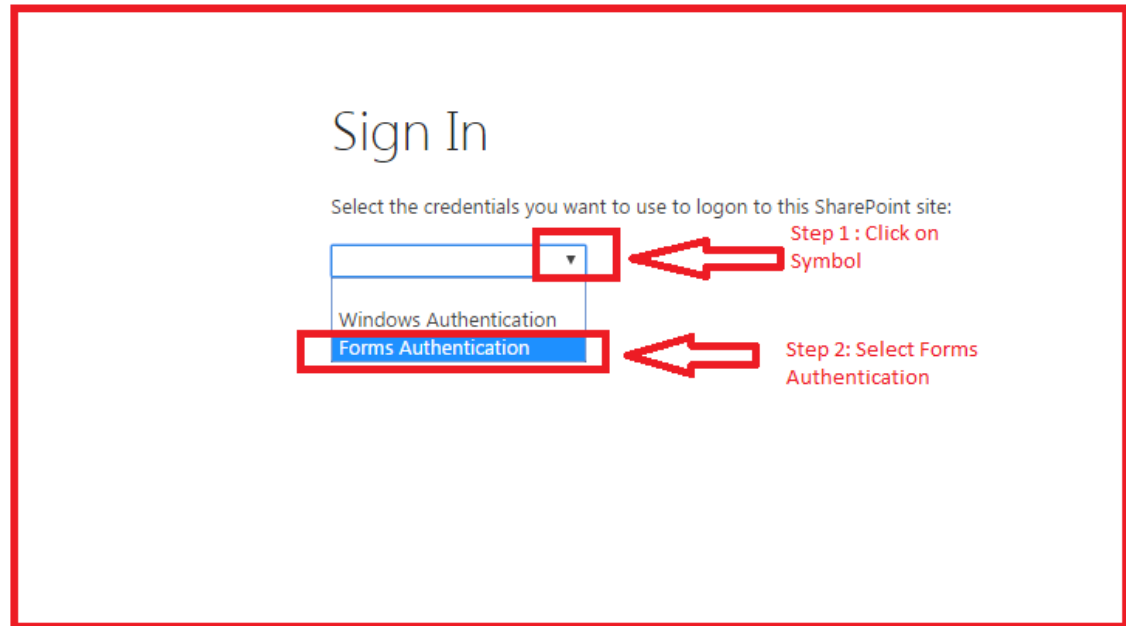 Sign In
Select the credentials you want to use to logon to this SharePoint site:
Step 1 : Click on
Symbol
Windows Authentication
Forms Authentication
Step 2: Select Forms
Authentication